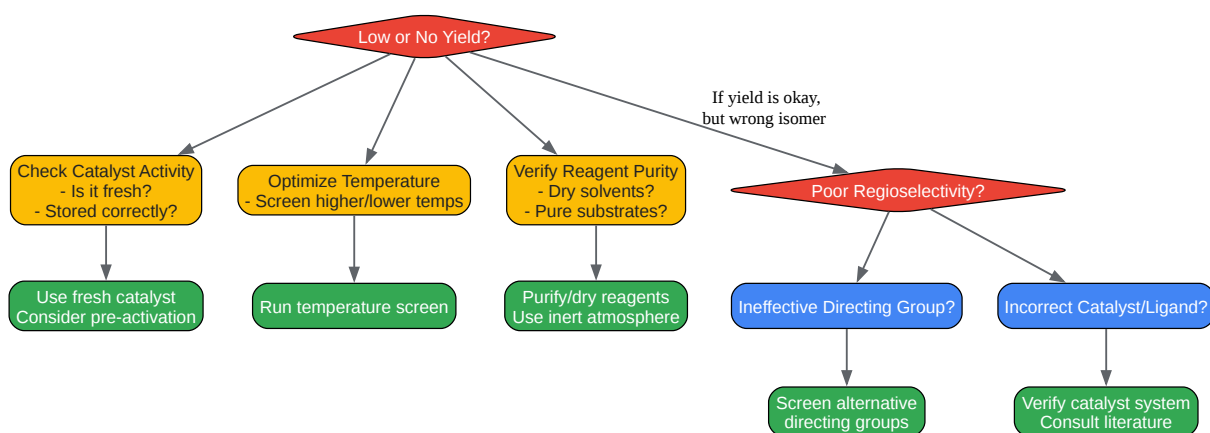 Low or No Yield?
If yield is okay,
but wrong isomer
Check Catalyst Activity
- Is it fresh?
- Stored correctly?
Optimize Temperature
- Screen higher/lower temps
Verify Reagent Purity
- Dry solvents?
- Pure substrates?
Poor Regioselectivity?
Use fresh catalyst
Consider pre-activation
Run temperature screen
Purify/dry reagents
Use inert atmosphere
Ineffective Directing Group?
Incorrect Catalyst/Ligand?
Screen alternative
directing groups
Verify catalyst system
Consult literature